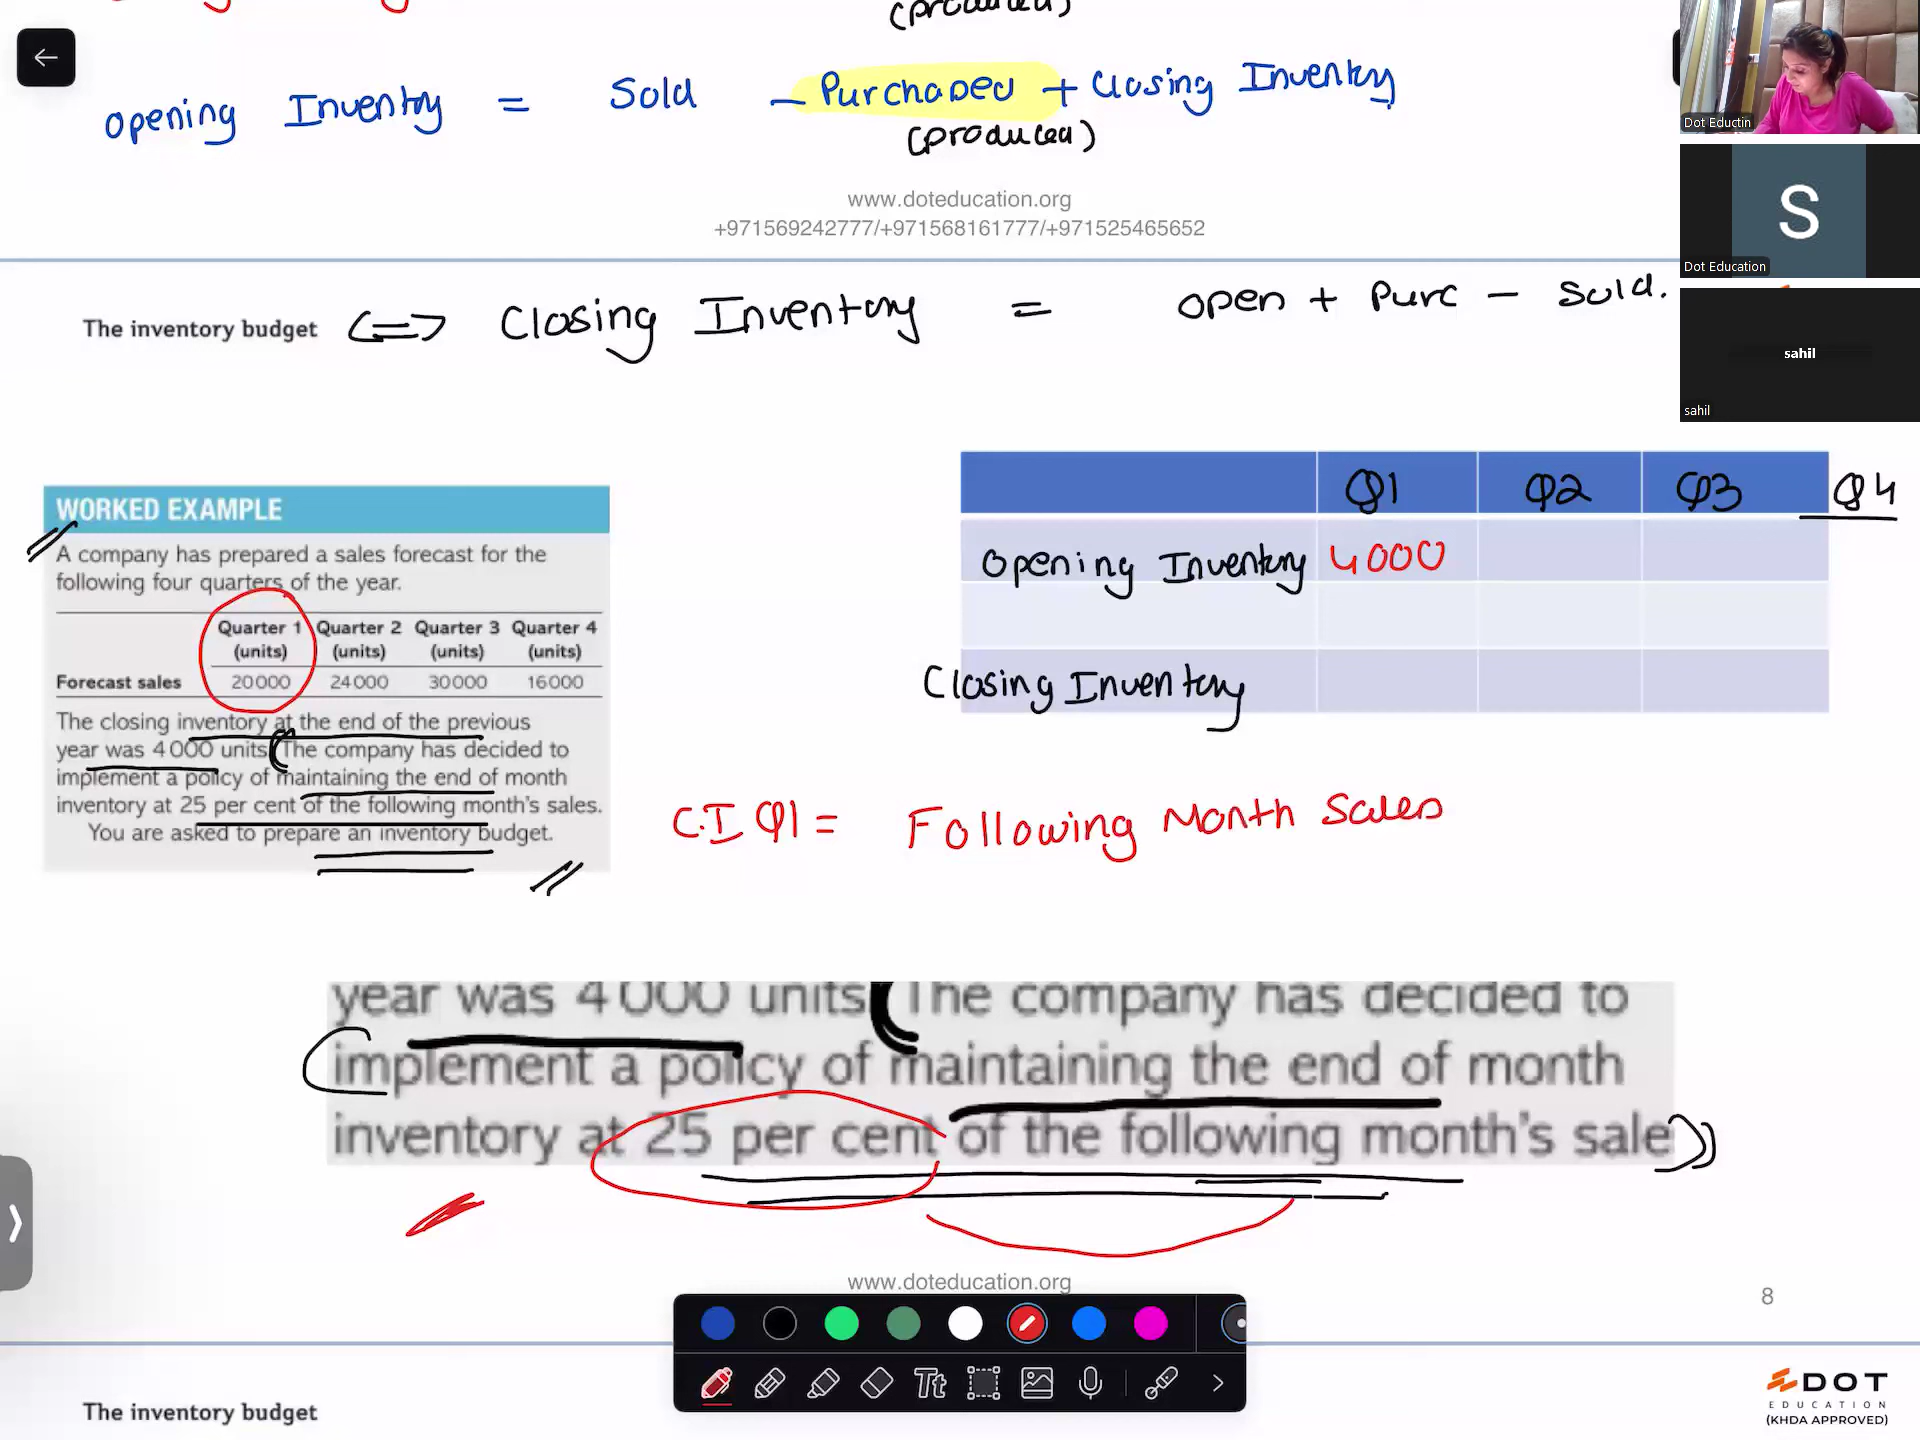 (produced)
Opening Inventory = Sold - Purchased + Closing Inventory
(produced)
www.doteducation.org
+971569242777/+971568161777/+971525465652
Dot Eductin
S
Dot Education
sahil
sahil
The inventory budget <=> Closing Inventory = Open + Purc - Sold.
WORKED EXAMPLE
A company has prepared a sales forecast for the
following four quarters of the year.
Quarter 1 Quarter 2 Quarter 3 Quarter 4
(units) (units) (units) (units)
Forecast sales 20000 24000 30000 16000
The closing inventory at the end of the previous
year was 4000 units. The company has decided to
implement a policy of maintaining the end of month
inventory at 25 per cent of the following month's sales.
You are asked to prepare an inventory budget.
Q1 Q2 Q3 Q4
Opening Inventory 4000
Closing Inventory
C.I Q1 = Following Month Sales
year was 4000 units The company has decided to
implement a policy of maintaining the end of month
inventory at 25 per cent of the following month's sale
www.doteducation.org
8
Tt
The inventory budget
DOT
EDUCATION
(KHDA APPROVED)